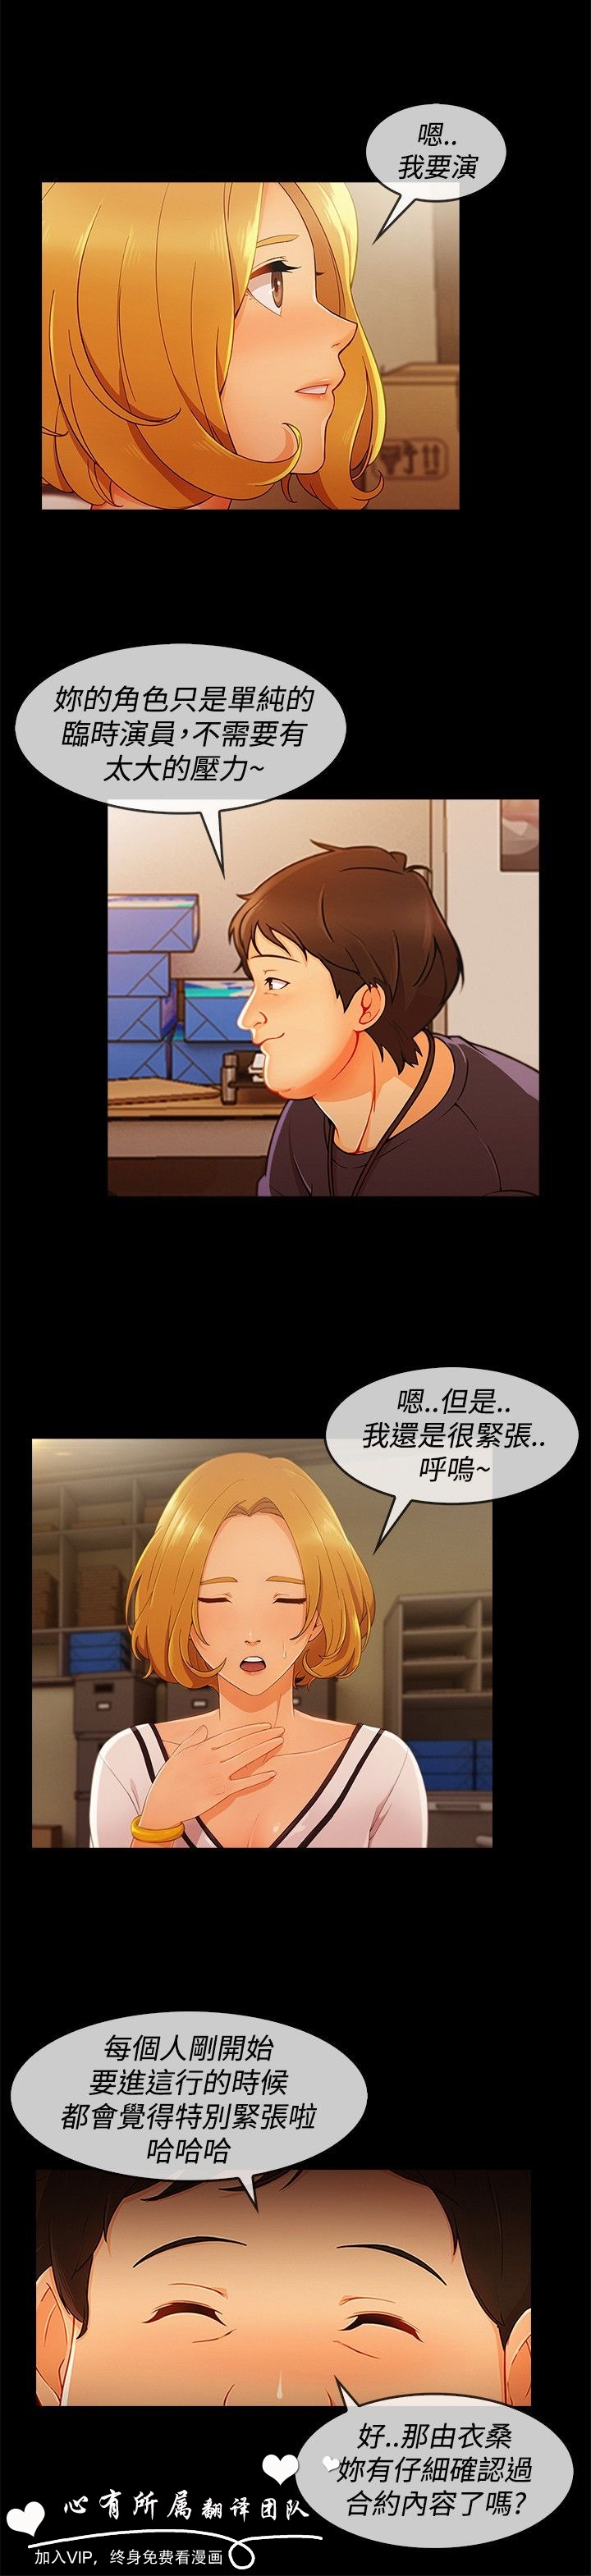 嗯..
我要演
妳的角色只是單純的
臨時演員,不需要有
太大的壓力~
嗯..但是..
我還是很緊張..
呼嗚~
每個人剛開始
要進這行的時候
都會覺得特別緊張啦
哈哈哈
好..那由衣桑
妳有仔細確認過
合約內容了嗎?
心有所属翻译团队
加入VIP，终身免费看漫画